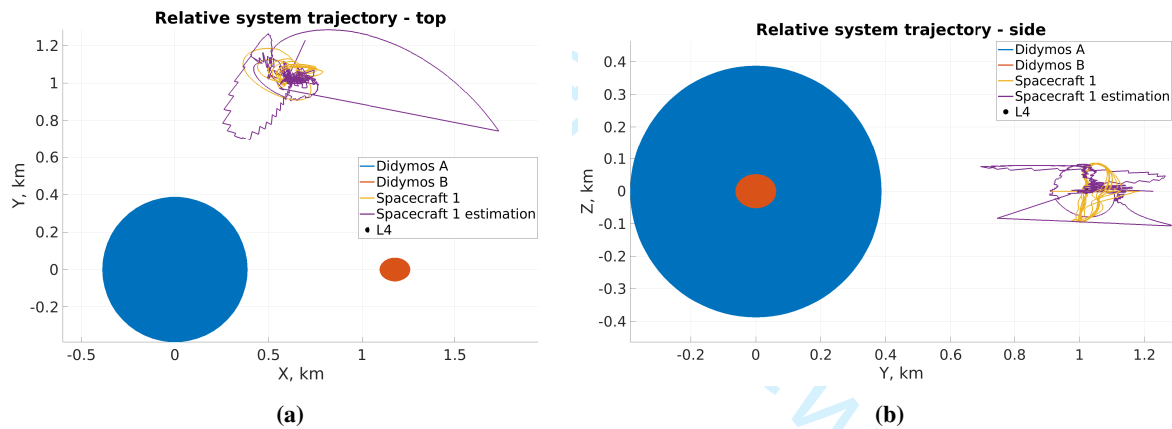 Relative system trajectory - top
1.2
1
0.8
0.6
0.4
0.2
0
-0.2
Y, km
-0.5
0
0.5
1
1.5
X, km
Didymos A
Didymos B
Spacecraft 1
Spacecraft 1 estimation
L4
(a)
Relative system trajectory - side
0.4
0.3
0.2
0.1
0
-0.1
-0.2
-0.3
-0.4
Z, km
-0.2
0
0.2
0.4
0.6
0.8
1
1.2
Y, km
Didymos A
Didymos B
Spacecraft 1
Spacecraft 1 estimation
L4
(b)